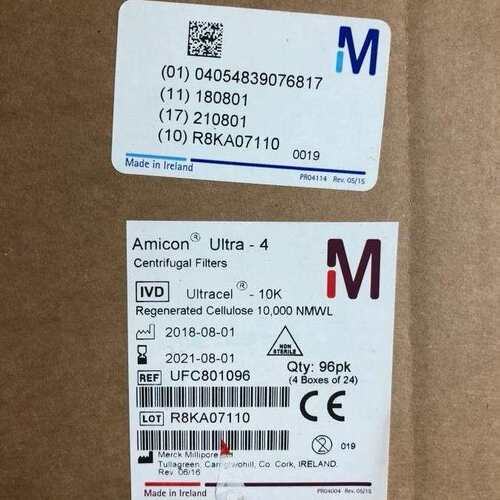 M
(01) 04054839076817
(11) 180801
(17) 210801
(10) R8KA07110
0019
Made in Ireland
PR04114 Rev. 05/15
Amicon® Ultra - 4
Centrifugal Filters
M
IVD Ultracel® - 10K
Regenerated Cellulose 10,000 NMWL
2018-08-01
NON
STERILE
2021-08-01
Qty: 96pk
(4 Boxes of 24)
REF UFC801096
CE
LOT R8KA07110
2 019
Merck Millipore
Tullagreen, Carrigtwohill, Co. Cork, IRELAND.
Rev. 06/16
Made in Ireland
PR04004 Rev. 05/15